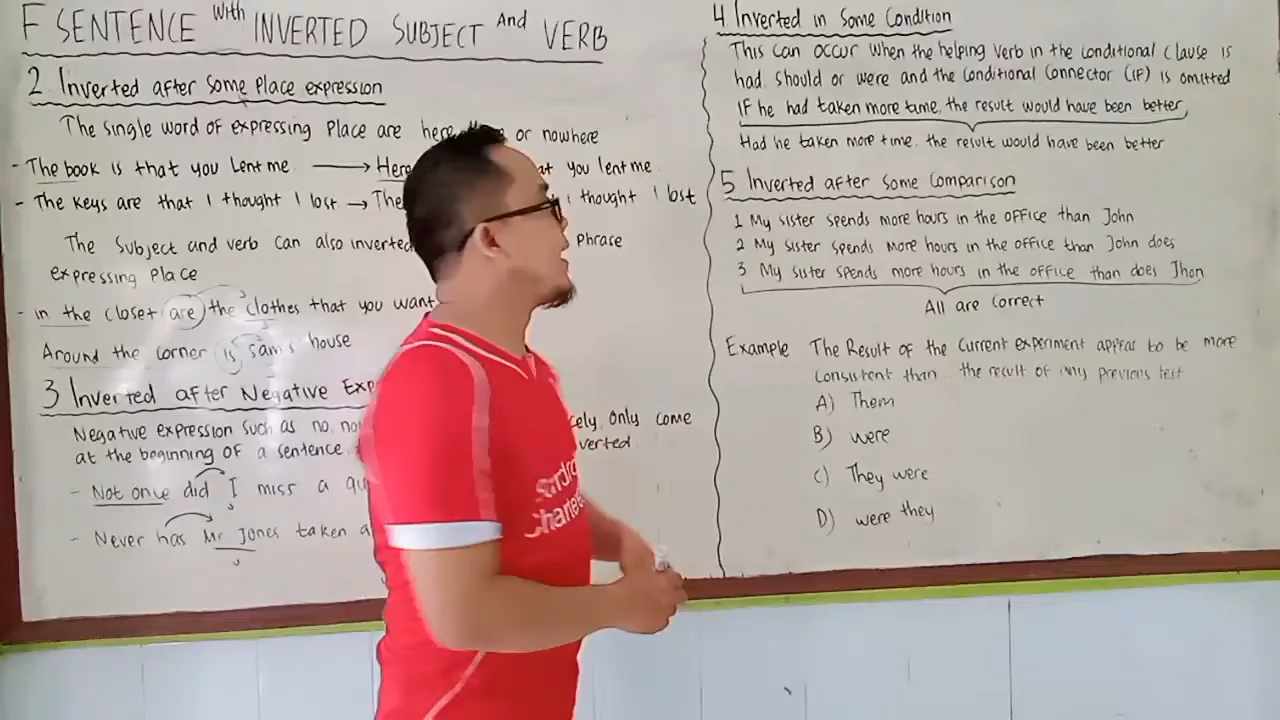 F SENTENCE With INVERTED SUBJECT And VERB
2 Inverted after Some Place expression
The single word of expressing Place are here or nowhere
- The book is that you Lent me. → Here at you lent me.
- The keys are that I thought I lost → The I thought I lost
The Subject and verb can also inverted Phrase
expressing Place
- in the closet are the clothes that you want
Around the corner is Sam's house
3 Inverted after Negative Exp
Negative expression such as no, no cely, Only come
at the beginning of a sentence, verted.
- Not once did I miss a qu
- Never has Mr Jones taken a
Standard
Chartered
4 Inverted in Some Condition
This can occur when the helping verb in the conditional Clause is
had should or were and the Conditional Connector (IF) is omitted
IF he had taken more time, the result would have been better,
Had he taken more time. the result would have been better
5 Inverted after Some Comparison
1 My sister spends more hours in the office than John
2 My sister spends more hours in the office than John does
3 My sister spends more hours in the office than does Jhon
All are Correct
Example The Result of the Current experiment appear to be more
Consistent than.. the result of any previous test
A) Them
B) were
C) They were
D) were they